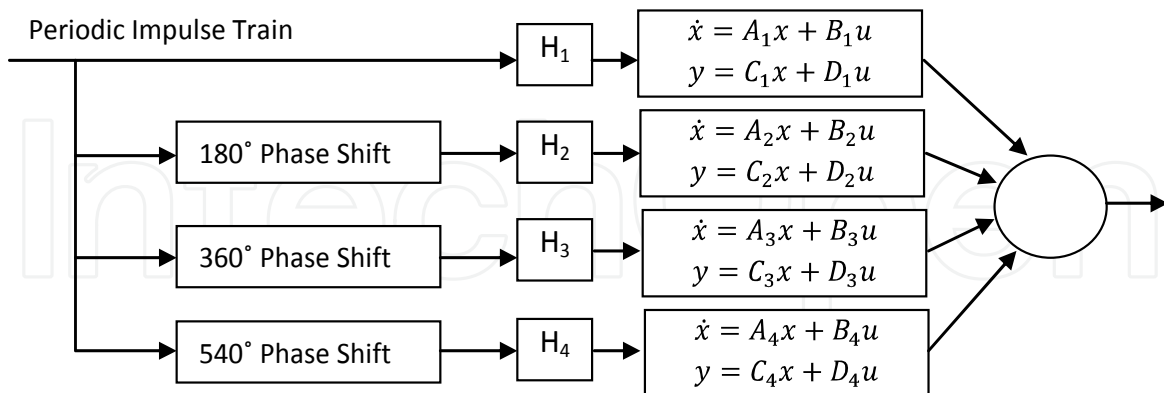 Periodic Impulse Train
H₁
ẋ = A₁x + B₁u
y = C₁x + D₁u
180˚ Phase Shift
H₂
ẋ = A₂x + B₂u
y = C₂x + D₂u
360˚ Phase Shift
H₃
ẋ = A₃x + B₃u
y = C₃x + D₃u
540˚ Phase Shift
H₄
ẋ = A₄x + B₄u
y = C₄x + D₄u
IntechOpen